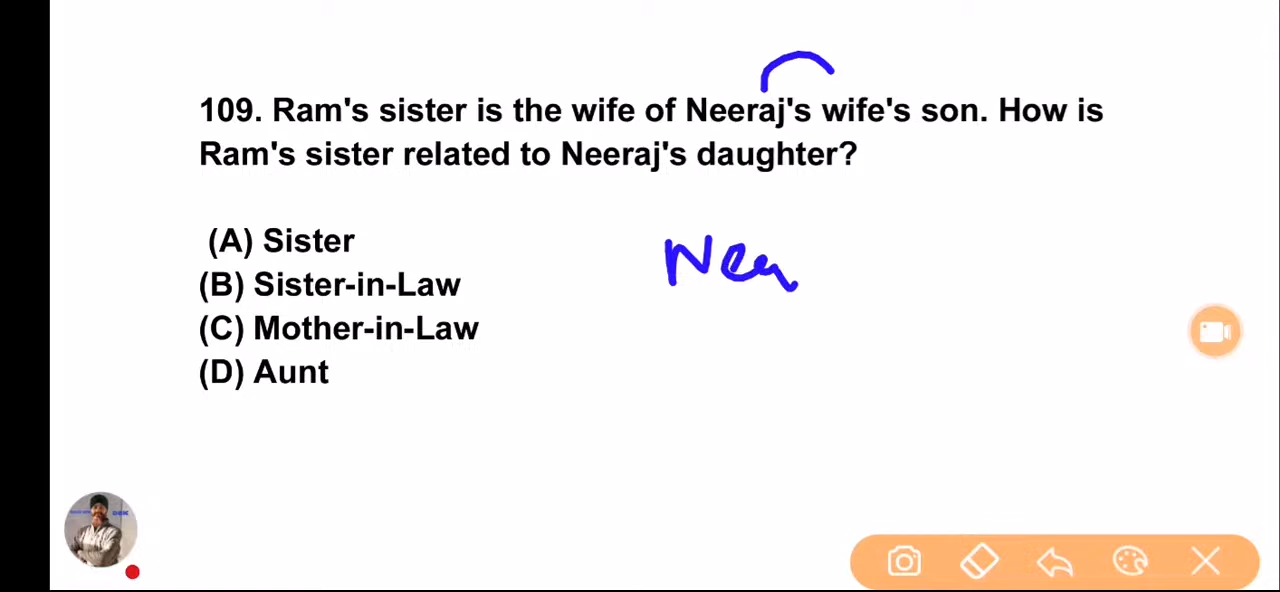 109. Ram's sister is the wife of Neeraj's wife's son. How is
Ram's sister related to Neeraj's daughter?
(A) Sister
(B) Sister-in-Law
Neer
(C) Mother-in-Law
(D) Aunt